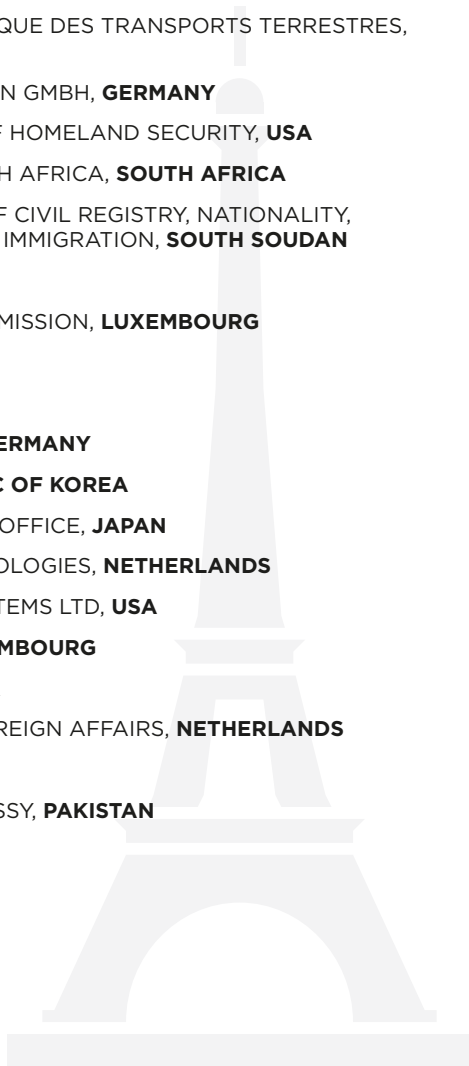 QUE DES TRANSPORTS TERRESTRES,
N GMBH, GERMANY
F HOMELAND SECURITY, USA
H AFRICA, SOUTH AFRICA
F CIVIL REGISTRY, NATIONALITY,
IMMIGRATION, SOUTH SOUDAN
MISSION, LUXEMBOURG
ERMANY
C OF KOREA
OFFICE, JAPAN
OLOGIES, NETHERLANDS
TEMS LTD, USA
MBOURG
REIGN AFFAIRS, NETHERLANDS
SSY, PAKISTAN